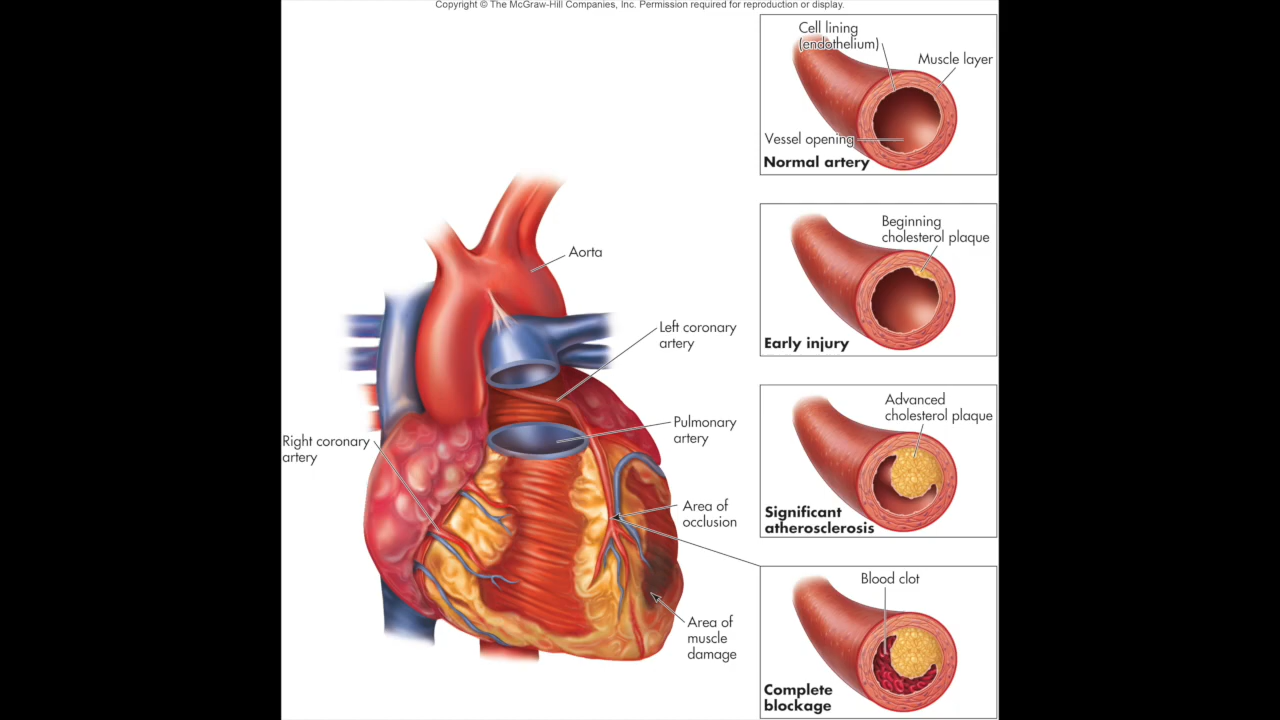 Copyright © The McGraw-Hill Companies, Inc. Permission required for reproduction or display.
Cell lining
(endothelium)
Muscle layer
Vessel opening
Normal artery
Beginning
cholesterol plaque
Early injury
Advanced
cholesterol plaque
Significant
atherosclerosis
Blood clot
Complete
blockage
Aorta
Left coronary
artery
Pulmonary
artery
Right coronary
artery
Area of
occlusion
Area of
muscle
damage